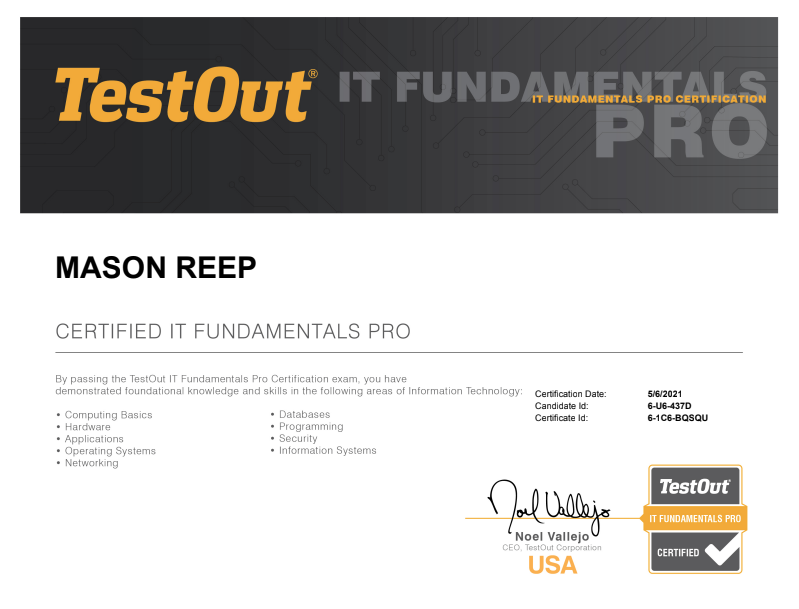 TestOut®
IT FUNDAMENTALS
IT FUNDAMENTALS PRO CERTIFICATION
PRO
MASON REEP
CERTIFIED IT FUNDAMENTALS PRO
By passing the TestOut IT Fundamentals Pro Certification exam, you have
demonstrated foundational knowledge and skills in the following areas of Information Technology:
• Computing Basics
• Hardware
• Applications
• Operating Systems
• Networking
• Databases
• Programming
• Security
• Information Systems
Certification Date: 5/6/2021
Candidate Id: 6-U6-437D
Certificate Id: 6-1C6-BQSQU
Noel Vallejo
Noel Vallejo
CEO, TestOut Corporation
USA
TestOut
IT FUNDAMENTALS PRO
CERTIFIED